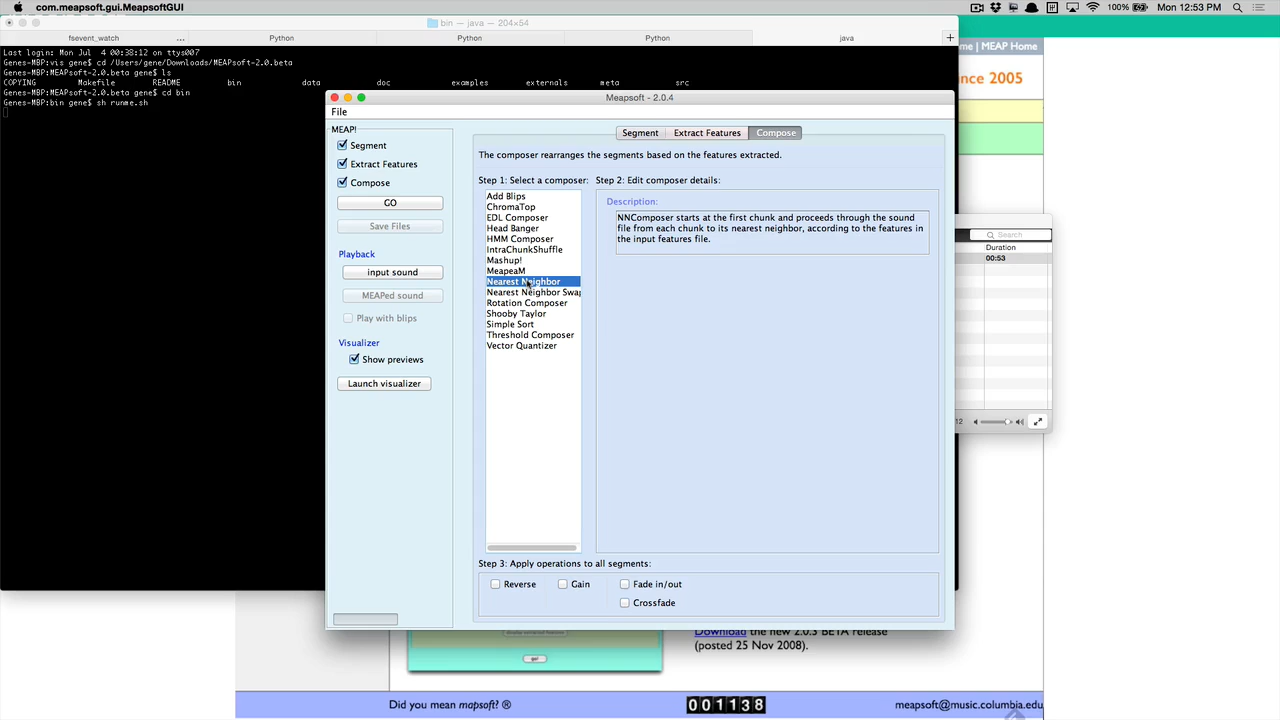 com.meapsoft.gui.MeapsoftGUI
100%
Mon 12:53 PM
bin — java — 204×54
fsevent_watch
...
Python
Python
Python
java
+
Last login: Mon Jul  4 00:38:12 on ttys007
Genes-MBP:vis gene$ cd /Users/gene/Downloads/MEAPsoft-2.0.beta
Genes-MBP:MEAPsoft-2.0.beta gene$ ls
COPYING Makefile README bin data doc examples externals meta src
Genes-MBP:MEAPsoft-2.0.beta gene$ cd bin
Genes-MBP:bin gene$ sh runme.sh
| MEAP Home
nce 2005
Meapsoft - 2.0.4
File
MEAP!
Segment
Extract Features
Compose
GO
Save Files
Playback
input sound
MEAPed sound
Play with blips
Visualizer
Show previews
Launch visualizer
Segment
Extract Features
Compose
The composer rearranges the segments based on the features extracted.
Step 1: Select a composer:
Add Blips
ChromaTop
EDL Composer
Head Banger
HMM Composer
IntraChunkShuffle
Mashup!
MeapeaM
Nearest Neighbor
Nearest Neighbor Swap
Rotation Composer
Shooby Taylor
Simple Sort
Threshold Composer
Vector Quantizer
Step 2: Edit composer details:
Description:
NNComposer starts at the first chunk and proceeds through the sound
file from each chunk to its nearest neighbor, according to the features in
the input features file.
Step 3: Apply operations to all segments:
Reverse
Gain
Fade in/out
Crossfade
Search
Duration
00:53
12
go!
Download the new 2.0.3 BETA release
(posted 25 Nov 2008).
Did you mean mapsoft? ®
001138
meapsoft@music.columbia.edu